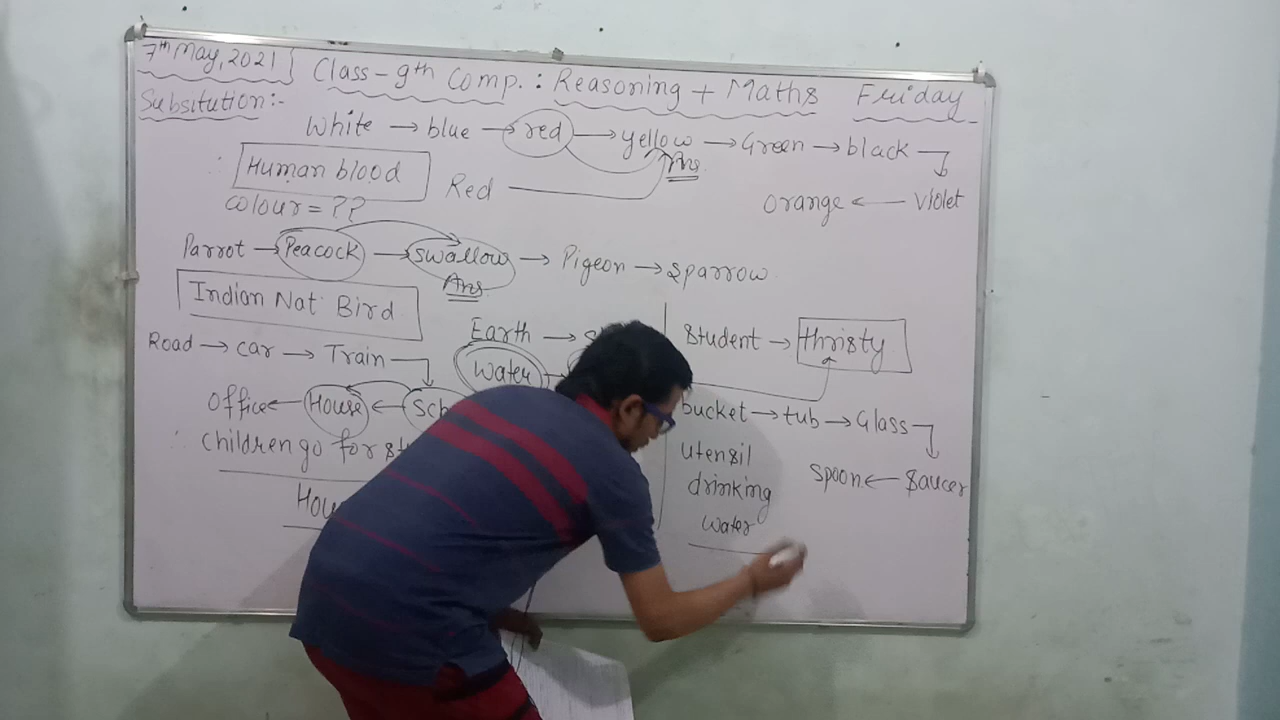 7th May, 2021 Class - 9th Comp. : Reasoning + Maths Friday
Subsitution:-
White → blue → red → yellow → Green → black
Ans
→ violet → orange
Human blood Red
colour = ??
Parrot → Peacock → swallow → Pigeon → sparrow
Ans
Indian Nat. Bird
Road → car → Train
Office ← House ←
children go for
Earth →
Water
student → thristy
bucket → tub → Glass
spoon ← saucer
utensil
drinking
water